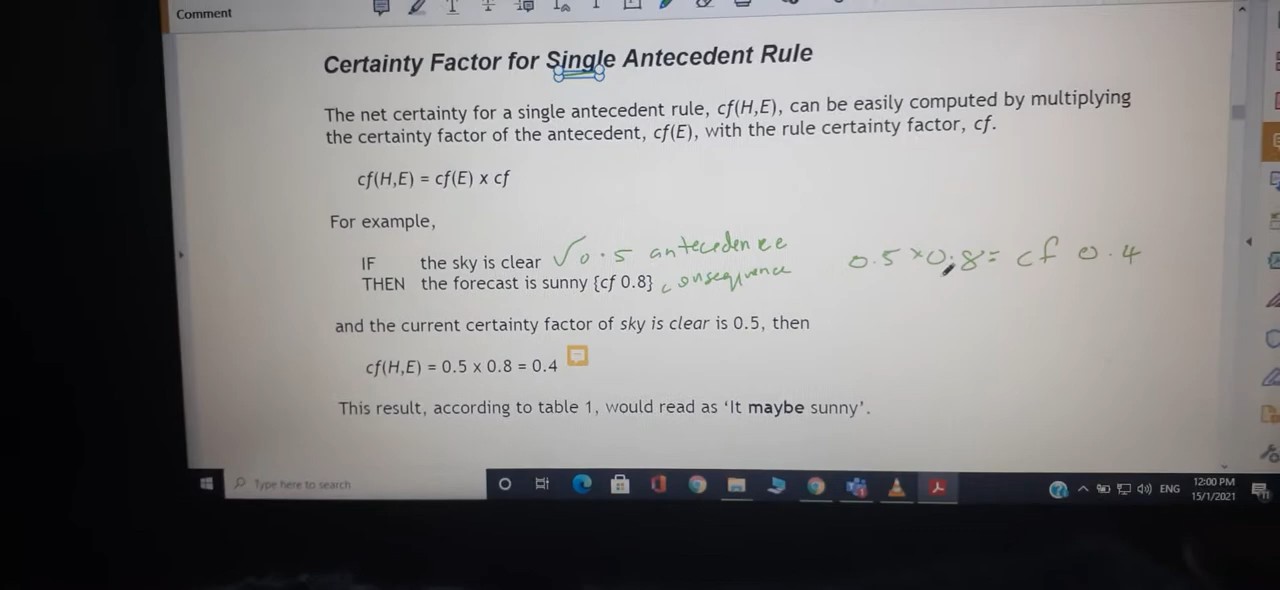 Comment
Certainty Factor for Single Antecedent Rule
The net certainty for a single antecedent rule, cf(H,E), can be easily computed by multiplying
the certainty factor of the antecedent, cf(E), with the rule certainty factor, cf.
cf(H,E) = cf(E) x cf
For example,
IF the sky is clear √0.5 antecedence
THEN the forecast is sunny {cf 0.8} consequence
0.5 × 0.8 = cf 0.4
and the current certainty factor of sky is clear is 0.5, then
cf(H,E) = 0.5 x 0.8 = 0.4
This result, according to table 1, would read as ‘It maybe sunny’.
Type here to search
ENG
12:00 PM
15/1/2021